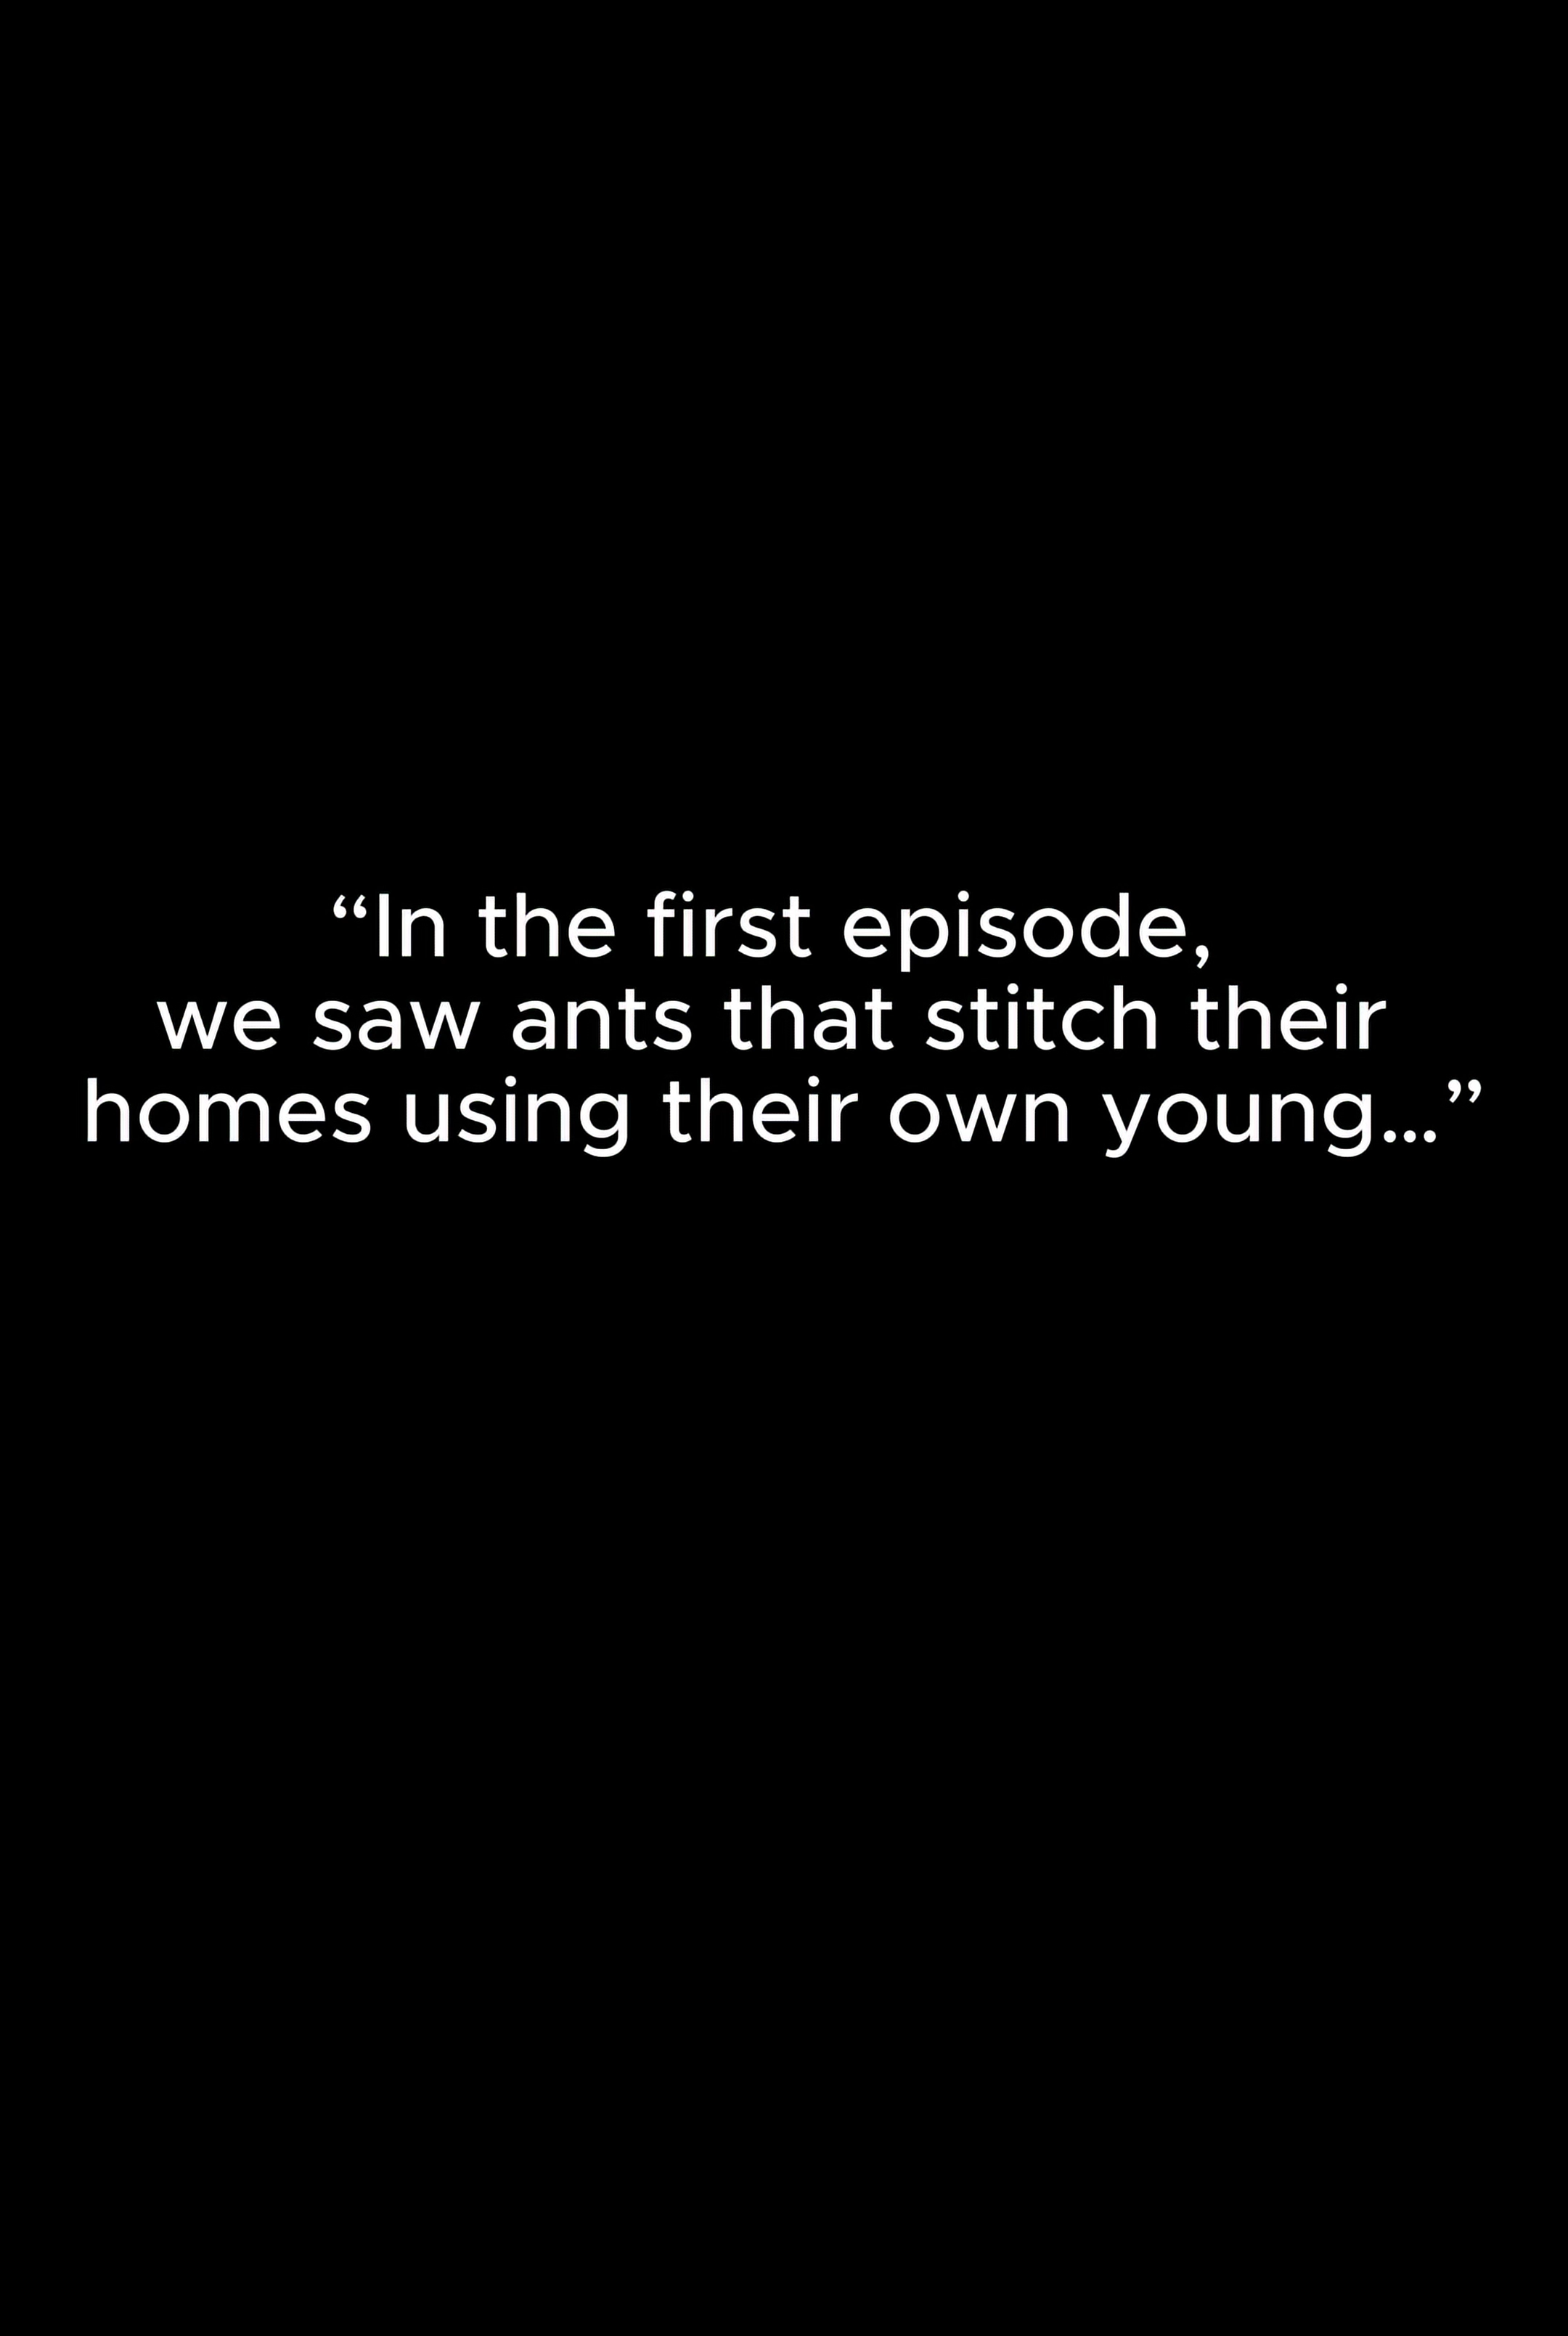 “In the first episode,
we saw ants that stitch their
homes using their own young...”